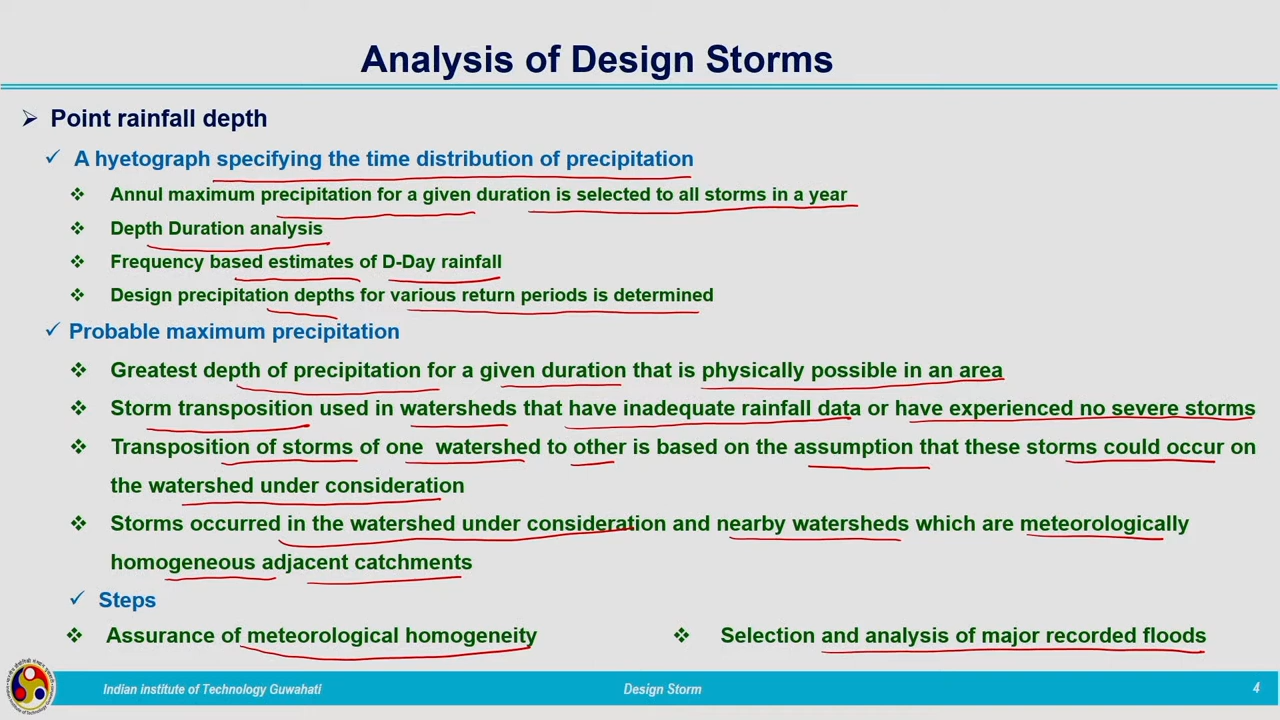 Analysis of Design Storms
Point rainfall depth
A hyetograph specifying the time distribution of precipitation
Annul maximum precipitation for a given duration is selected to all storms in a year
Depth Duration analysis
Frequency based estimates of D-Day rainfall
Design precipitation depths for various return periods is determined
Probable maximum precipitation
Greatest depth of precipitation for a given duration that is physically possible in an area
Storm transposition used in watersheds that have inadequate rainfall data or have experienced no severe storms
Transposition of storms of one watershed to other is based on the assumption that these storms could occur on
the watershed under consideration
Storms occurred in the watershed under consideration and nearby watersheds which are meteorologically
homogeneous adjacent catchments
Steps
Assurance of meteorological homogeneity
Selection and analysis of major recorded floods
Indian institute of Technology Guwahati
Design Storm
4